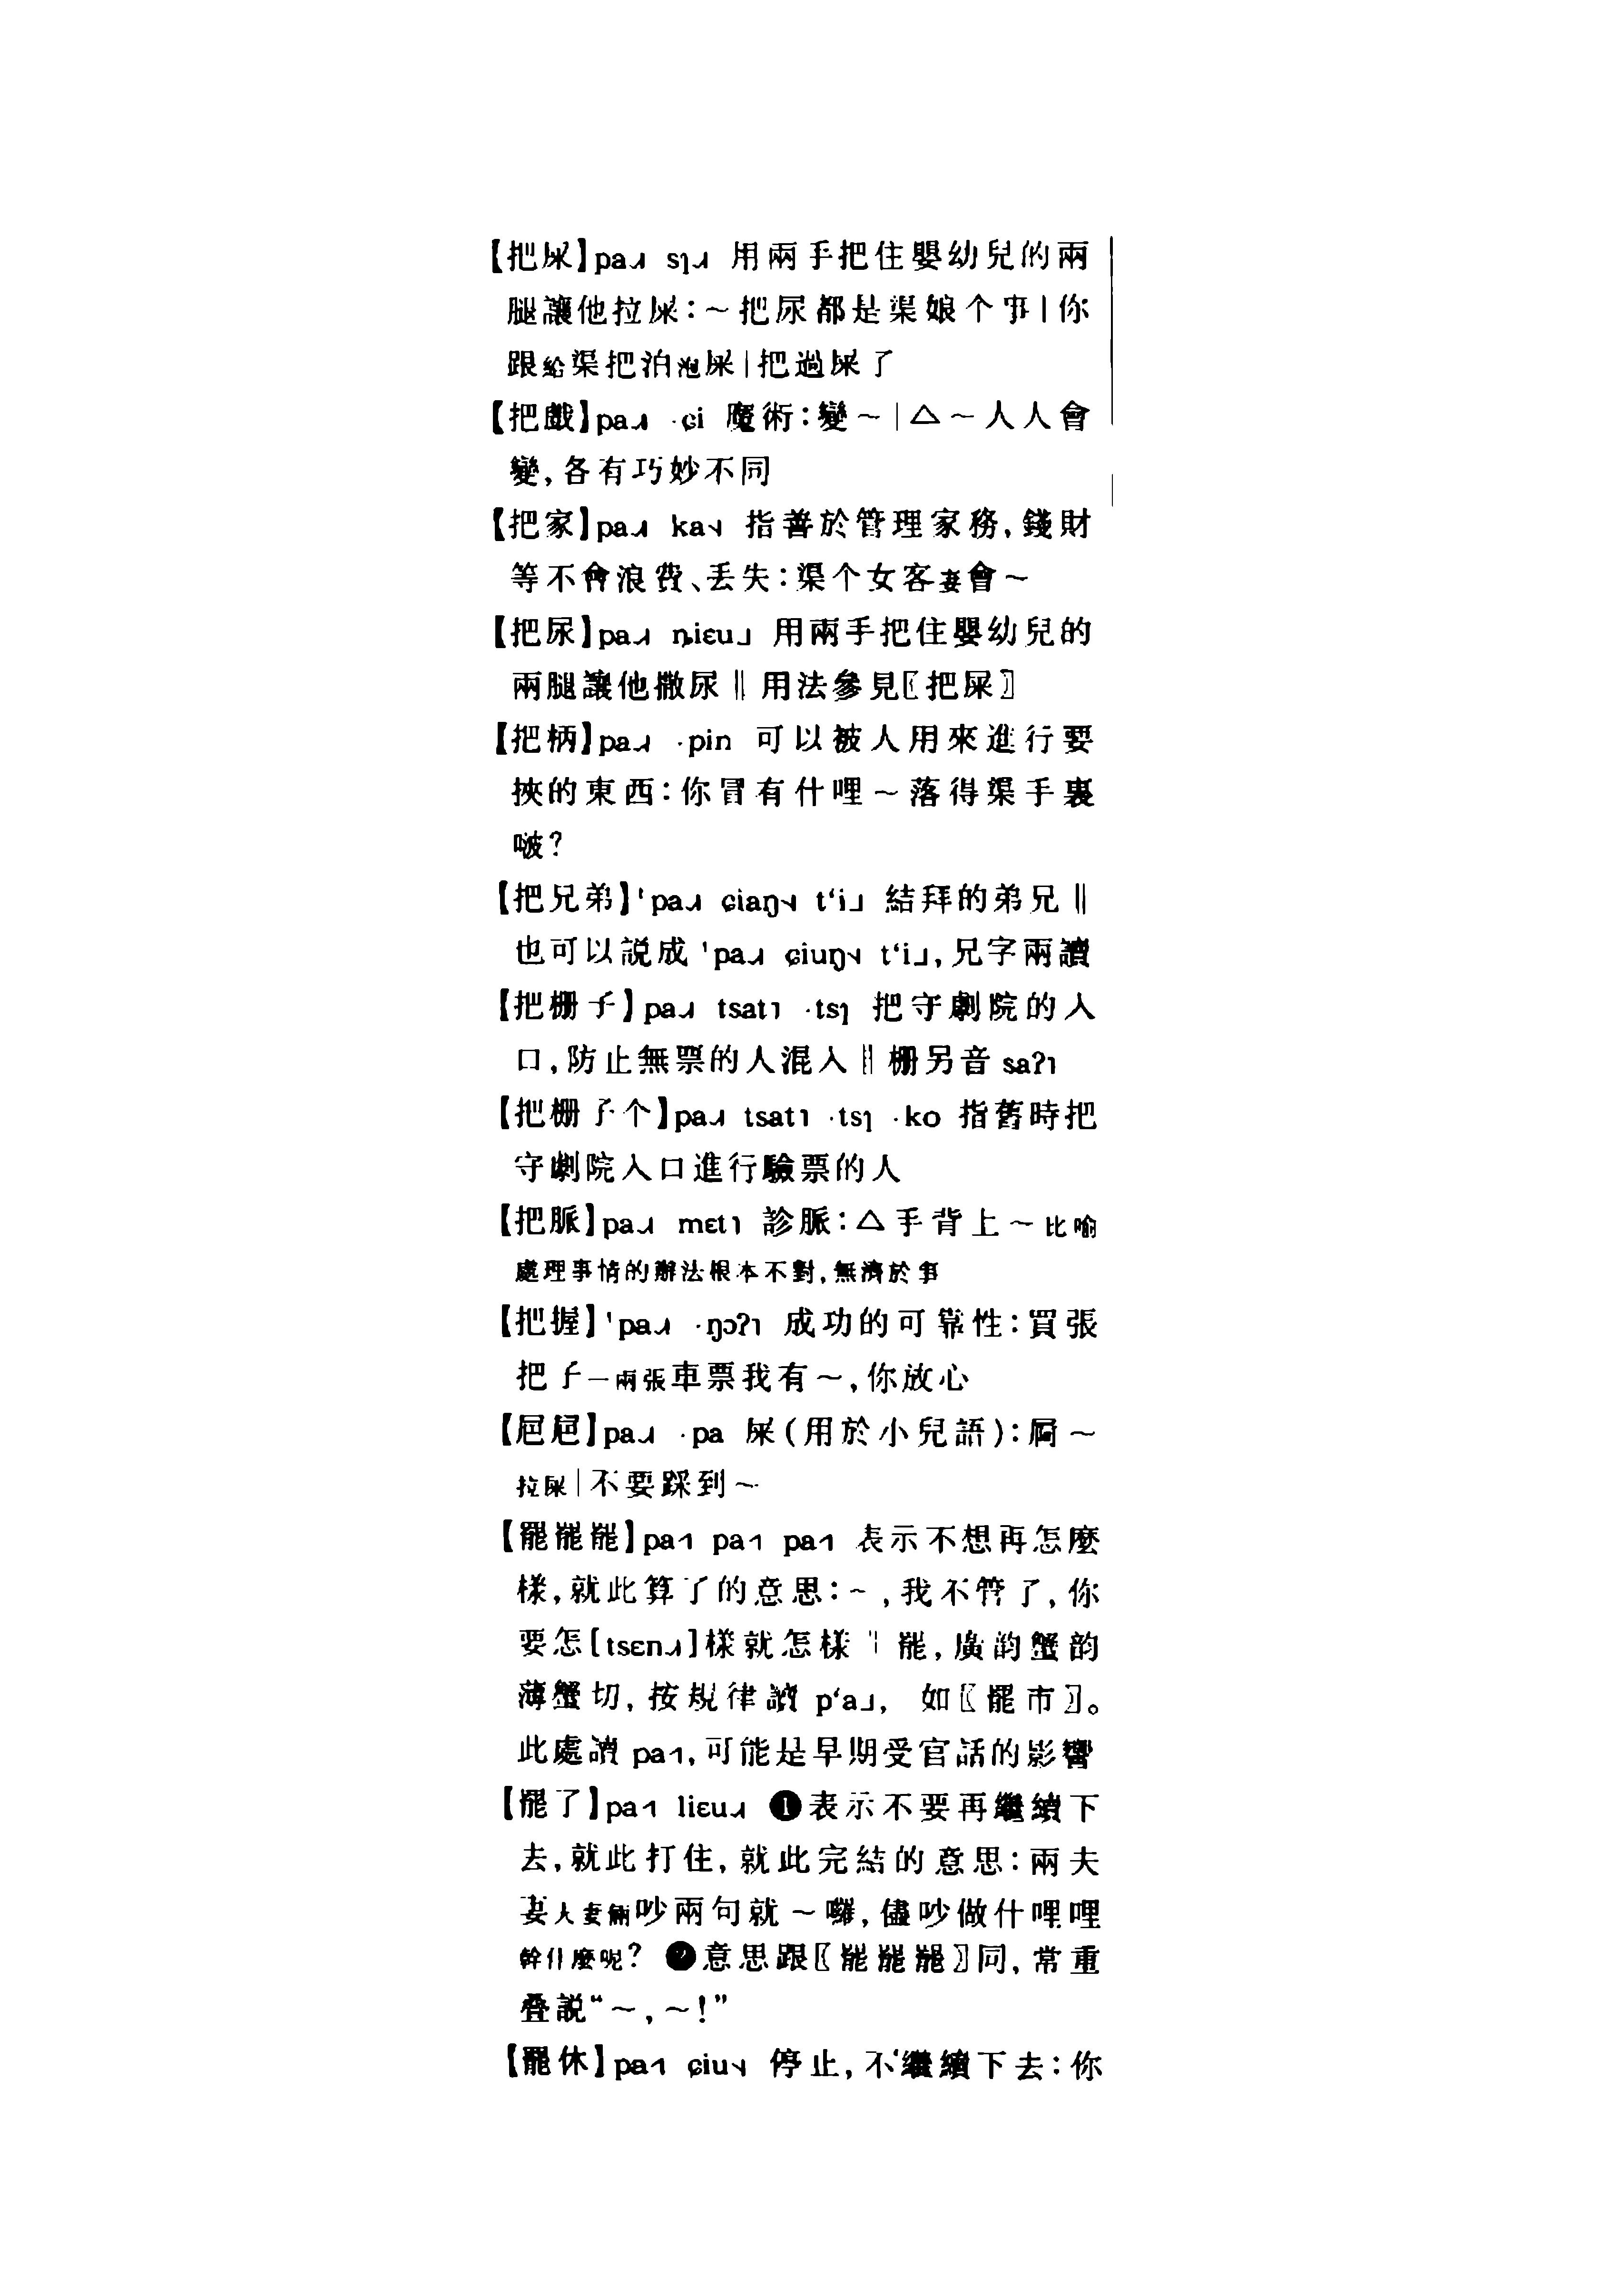 【把屎】pa˨˩˧ sɿ˨˩˧ 用兩手把住嬰幼兒的兩
腿讓他拉屎：～把尿都是渠娘个事|你
跟給渠把泊泡屎|把過屎了
【把戲】pa˨˩˧ ·ɕi 魔術：變～|△～人人會
變，各有巧妙不同
【把家】pa˨˩˧ ka˦˨ 指善於管理家務，錢財
等不會浪費、丢失：渠个女客妻會～
【把尿】pa˨˩˧ ȵiɛu˩ 用兩手把住嬰幼兒的
兩腿讓他撒尿‖用法參見〖把屎〗
【把柄】pa˨˩˧ ·pin 可以被人用來進行要
挾的東西：你冒有什哩～落得渠手裏
啵？
【把兄弟】'pa˨˩˧ ɕiaŋ˦˨ t‘i˩ 結拜的弟兄‖
也可以説成'pa˨˩˧ ɕiuŋ˦˨ t‘i˩，兄字兩讀
【把栅子】pa˨˩˧ tsat˥ ·tsɿ 把守劇院的人
口，防止無票的人混入‖栅另音saʔ˥
【把栅子个】pa˨˩˧ tsat˥ ·tsɿ ·ko 指舊時把
守劇院入口進行驗票的人
【把脈】pa˨˩˧ mɛt˥ 診脈：△手背上～比喻
處理事情的辦法根本不對，無濟於事
【把握】'pa˨˩˧ ·ŋɔʔ˥ 成功的可靠性：買張
把子一兩張車票我有～，你放心
【㞎㞎】pa˨˩˧ ·pa 屎（用於小兒語）：屙～
拉屎|不要踩到～
【罷罷罷】pa˧˥ pa˧˥ pa˧˥ 表示不想再怎麽
樣，就此算了的意思：～，我不管了，你
要怎[tsɛn˨˩˧]樣就怎樣‖罷，廣韵蟹韵
薄蟹切，按規律讀p‘a˩，如〖罷市〗。
此處讀pa˧˥，可能是早期受官話的影響
【罷了】pa˧˥ liɛu˨˩˧ ❶表示不要再繼續下
去，就此打住，就此完結的意思：兩夫
妻夫妻倆吵兩句就～囉，儘吵做什哩哩
幹什麽呢？ ❷意思跟〖罷罷罷〗同，常重
叠説“～，～！”
【罷休】pa˧˥ ɕiu˦˨ 停止，不繼續下去：你